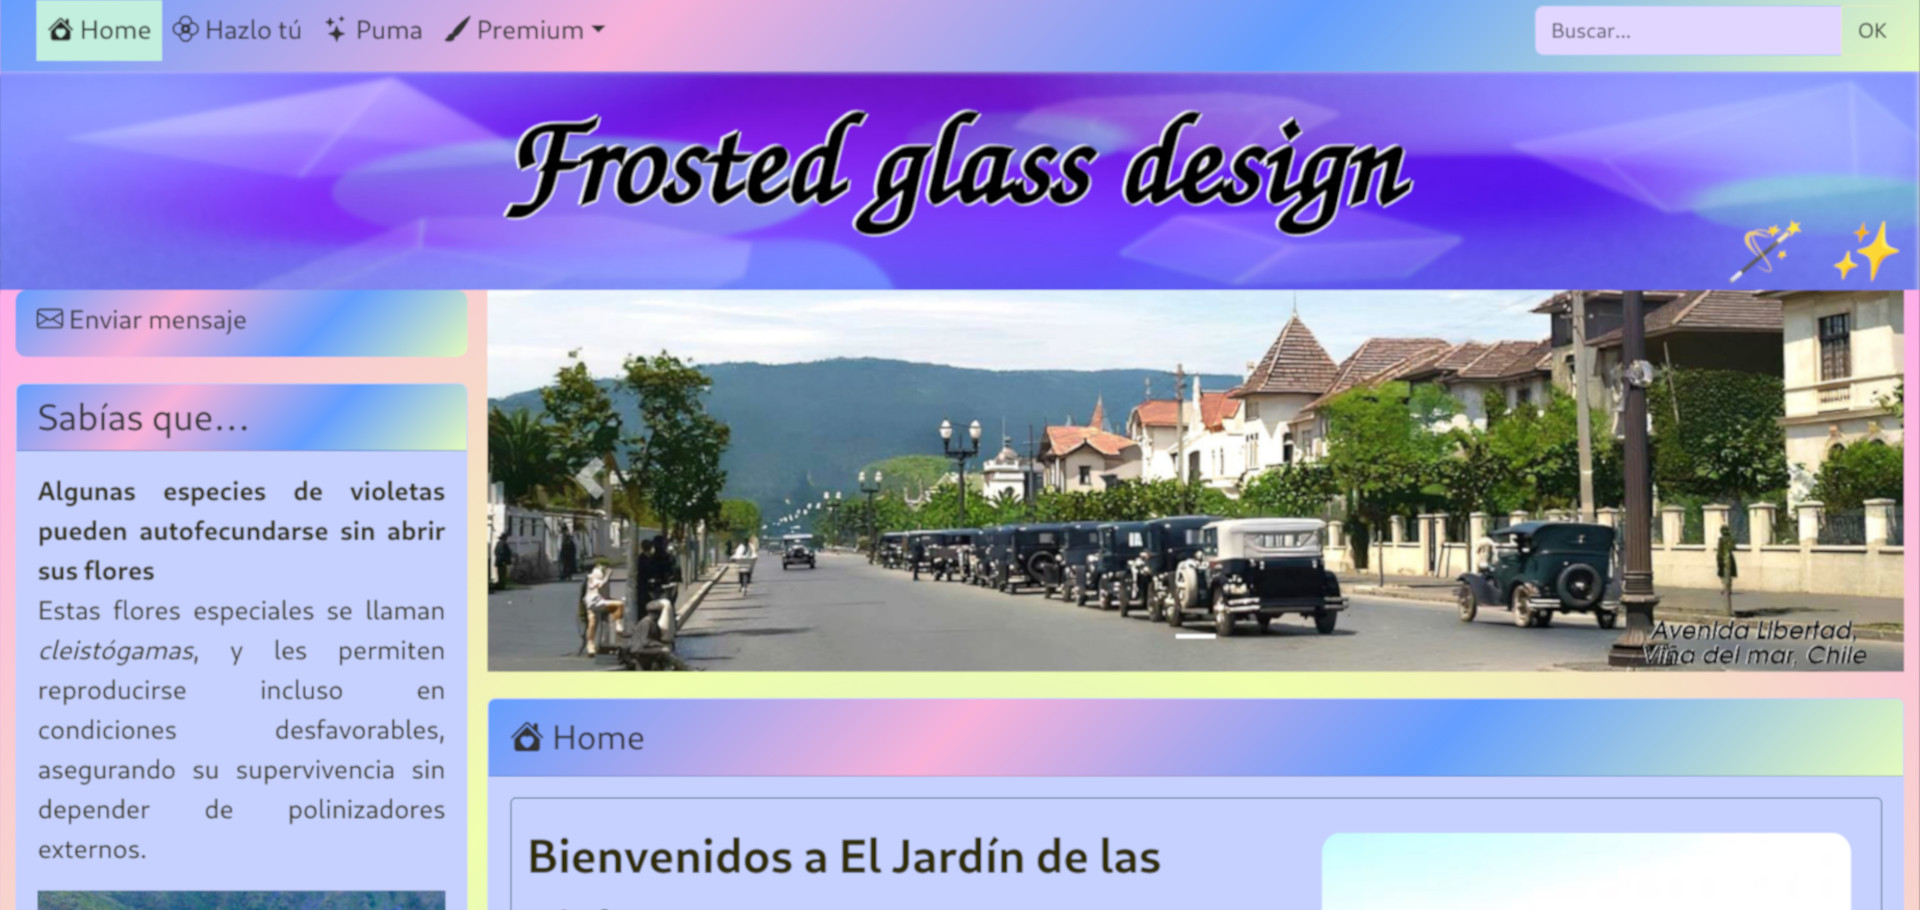 Home Hazlo tú Puma Premium Buscar... OK
Frosted glass design
Enviar mensaje
Sabías que...
Algunas especies de violetas
pueden autofecundarse sin abrir
sus flores
Estas flores especiales se llaman
cleistógamas, y les permiten
reproducirse incluso en
condiciones desfavorables,
asegurando su supervivencia sin
depender de polinizadores
externos.
Avenida Libertad,
Viña del mar, Chile
Home
Bienvenidos a El Jardín de las